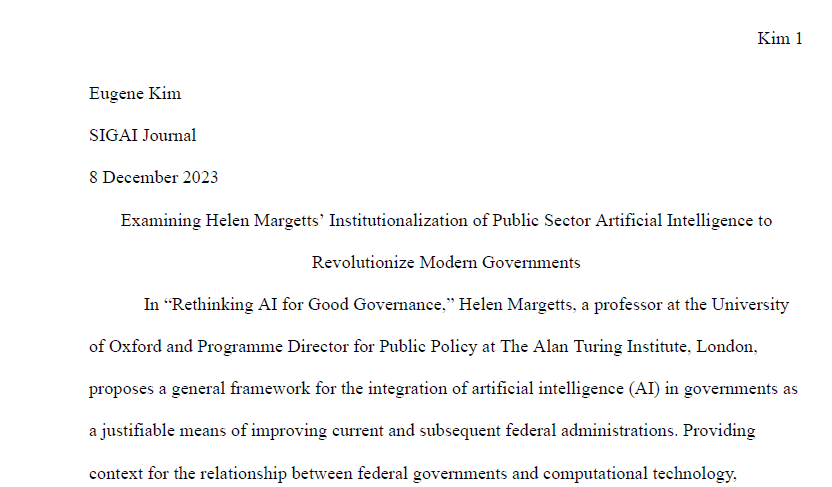 Kim 1
Eugene Kim
SIGAI Journal
8 December 2023
Examining Helen Margetts’ Institutionalization of Public Sector Artificial Intelligence to
Revolutionize Modern Governments
In “Rethinking AI for Good Governance,” Helen Margetts, a professor at the University
of Oxford and Programme Director for Public Policy at The Alan Turing Institute, London,
proposes a general framework for the integration of artificial intelligence (AI) in governments as
a justifiable means of improving current and subsequent federal administrations. Providing
context for the relationship between federal governments and computational technology,